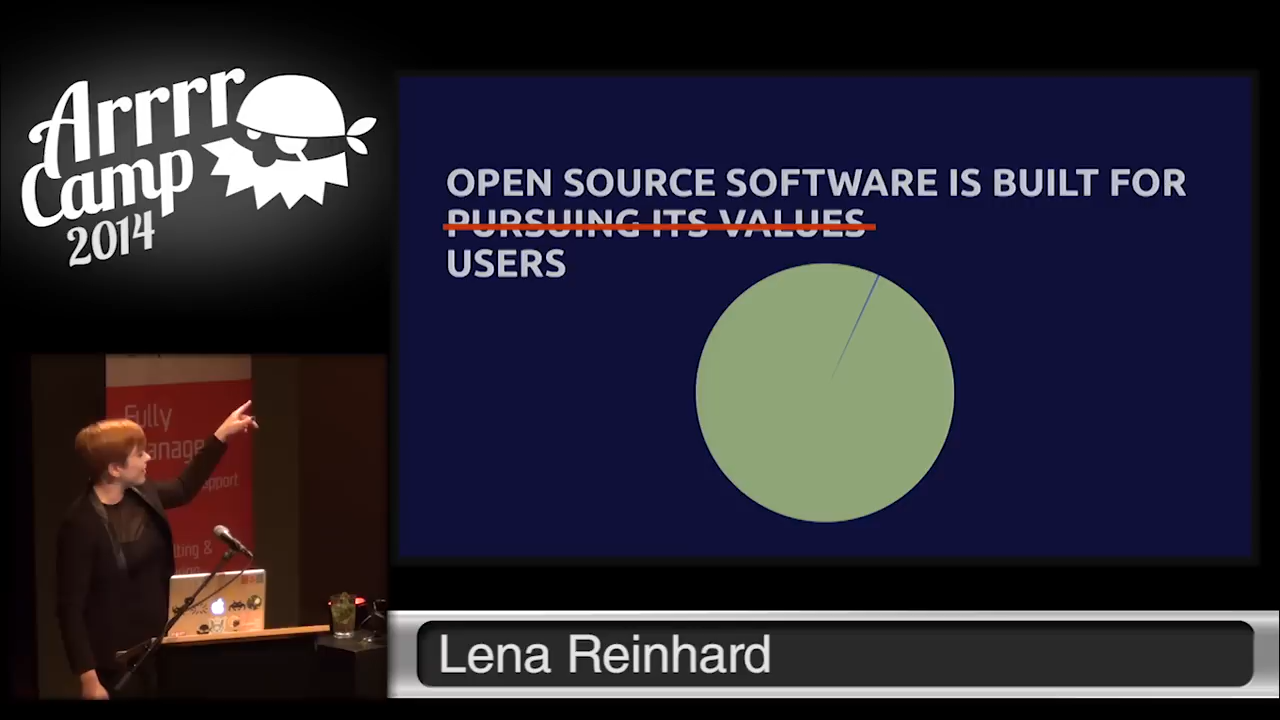 Arrrr
Camp
2014
OPEN SOURCE SOFTWARE IS BUILT FOR
PURSUING ITS VALUES
USERS
Fully
Lena Reinhard